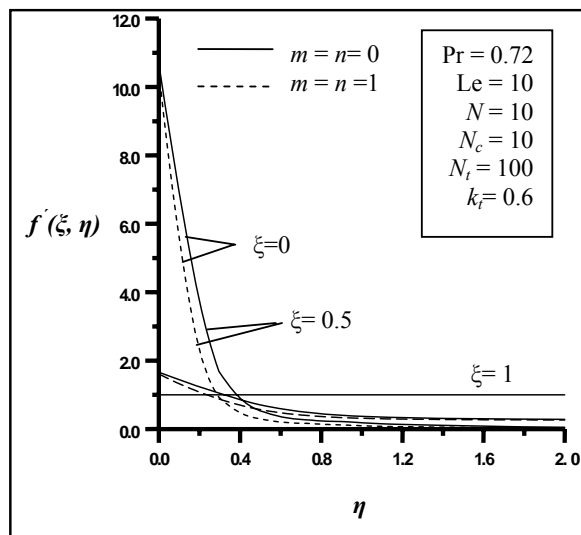 12.0
10.0
8.0
6.0
4.0
2.0
0.0
f′(ξ, η)
m = n= 0
m = n =1
Pr = 0.72
Le = 10
N = 10
N_c = 10
N_t = 100
k_t= 0.6
ξ=0
ξ= 0.5
ξ= 1
0.0 0.4 0.8 1.2 1.6 2.0
η